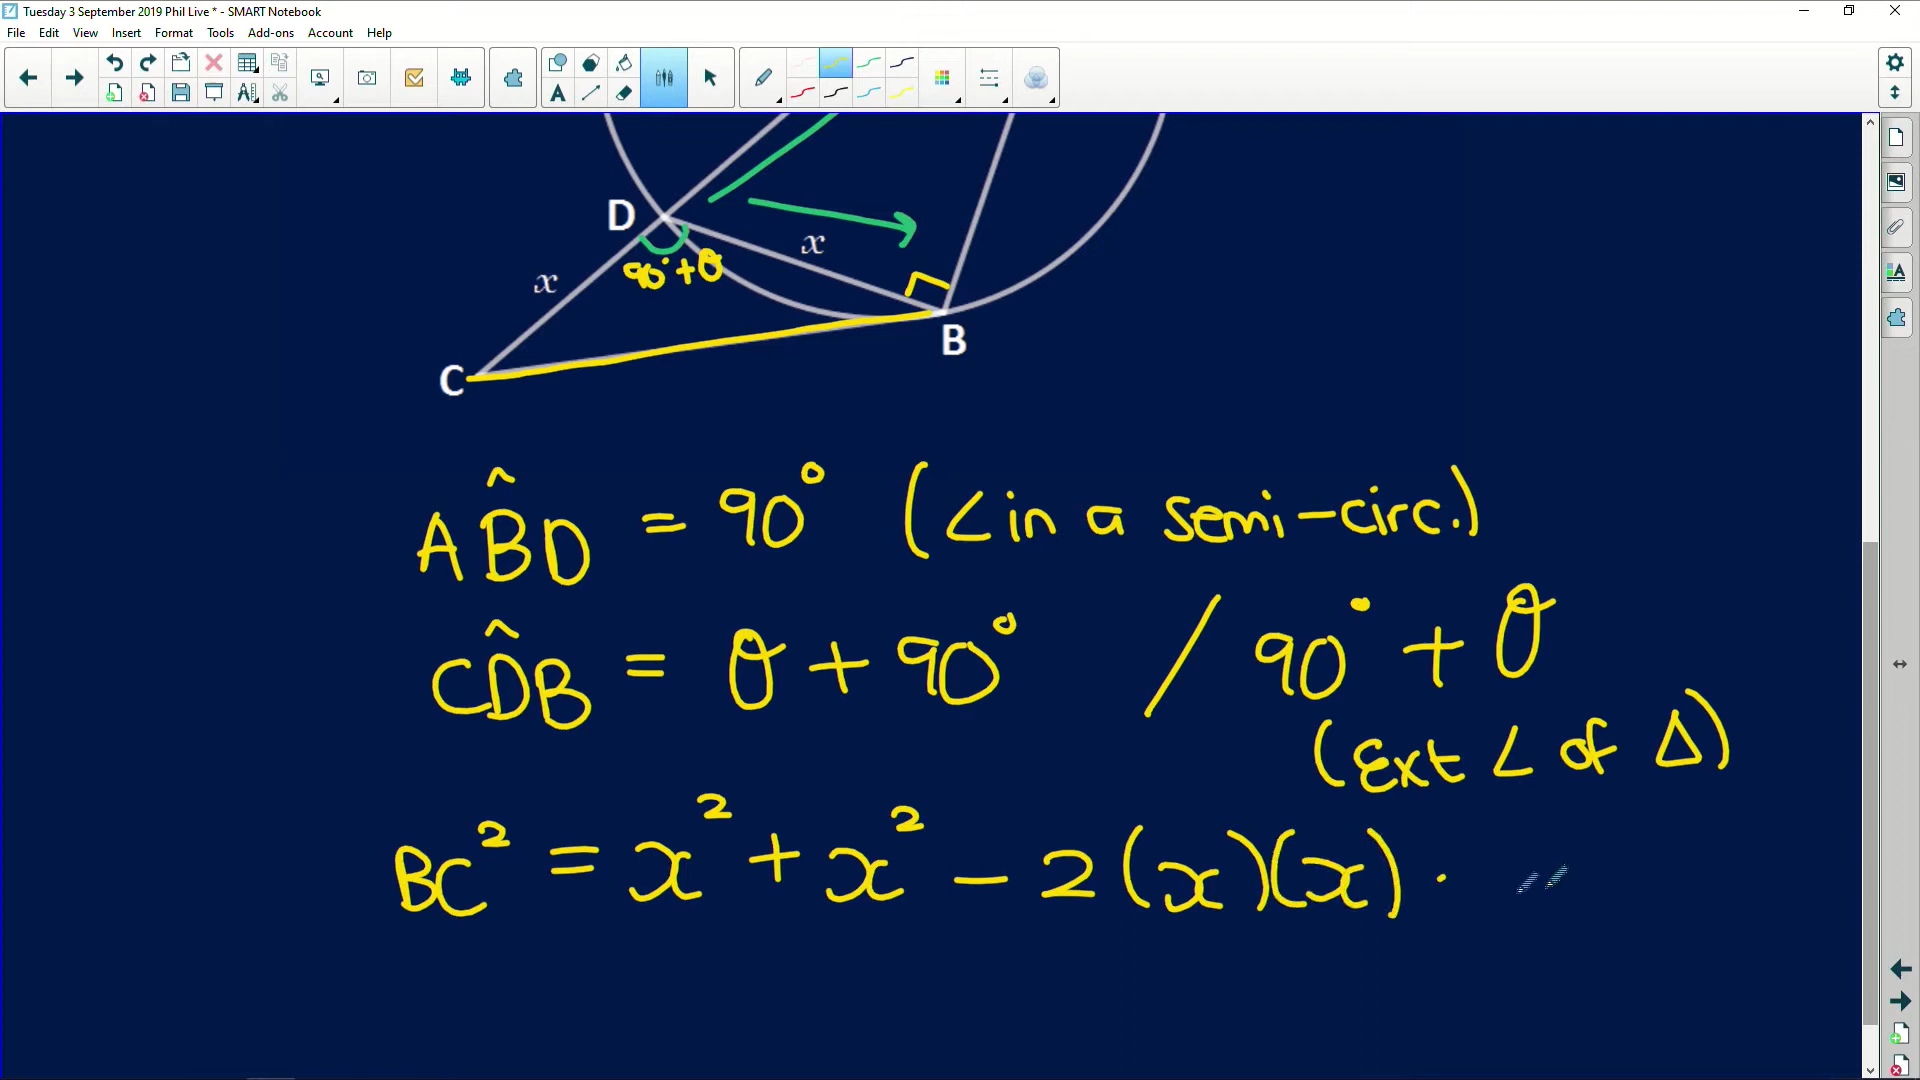 Tuesday 3 September 2019 Phil Live * - SMART Notebook
File Edit View Insert Format Tools Add-ons Account Help
D
x
90°+θ
x
B
C
AB̂D = 90° (∠ in a semi-circ.)
CD̂B = θ + 90° / 90° + θ
(Ext ∠ of Δ)
BC² = x² + x² - 2(x)(x) ·